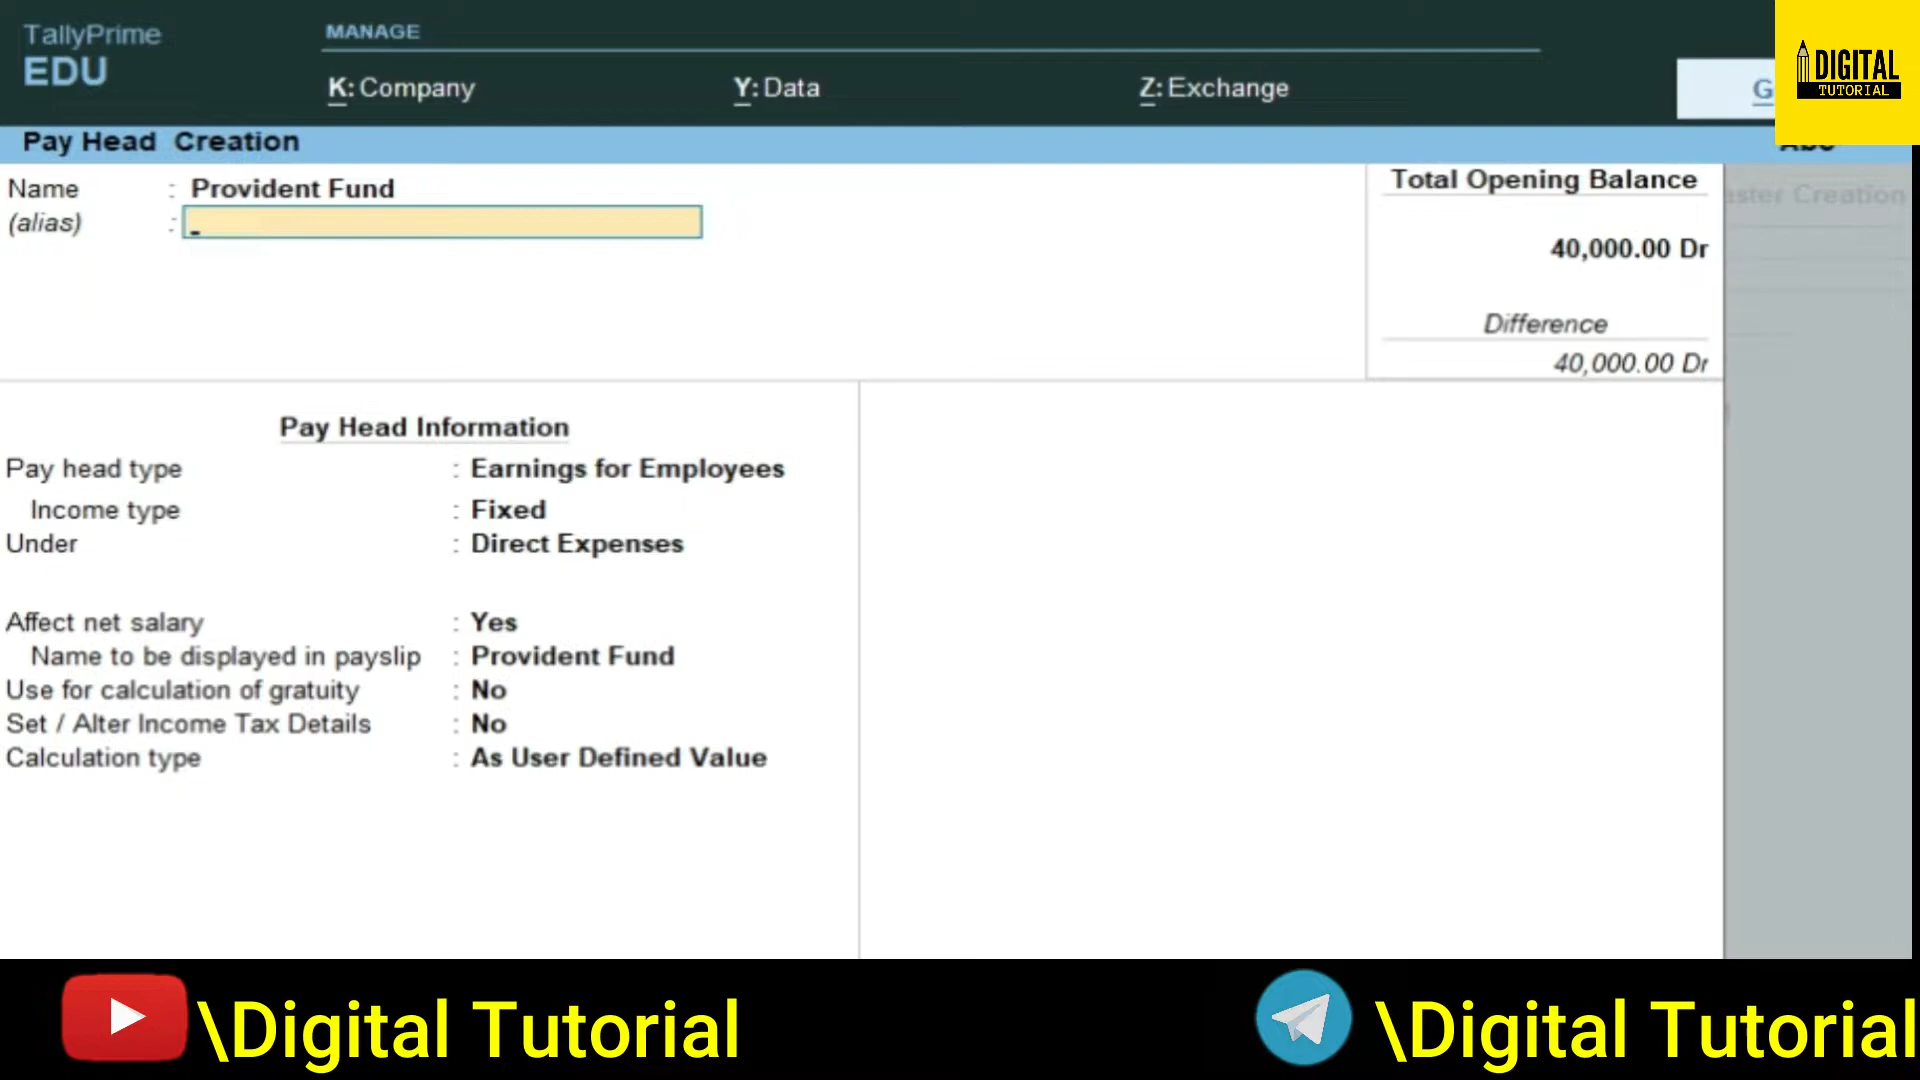 TallyPrime
EDU
MANAGE
K: Company
Y: Data
Z: Exchange
G
DIGITAL
TUTORIAL
Pay Head Creation
Name : Provident Fund
(alias) :
Total Opening Balance
40,000.00 Dr
Difference
40,000.00 Dr
Pay Head Information
Pay head type : Earnings for Employees
Income type : Fixed
Under : Direct Expenses
Affect net salary : Yes
Name to be displayed in payslip : Provident Fund
Use for calculation of gratuity : No
Set / Alter Income Tax Details : No
Calculation type : As User Defined Value
\Digital Tutorial
\Digital Tutorial